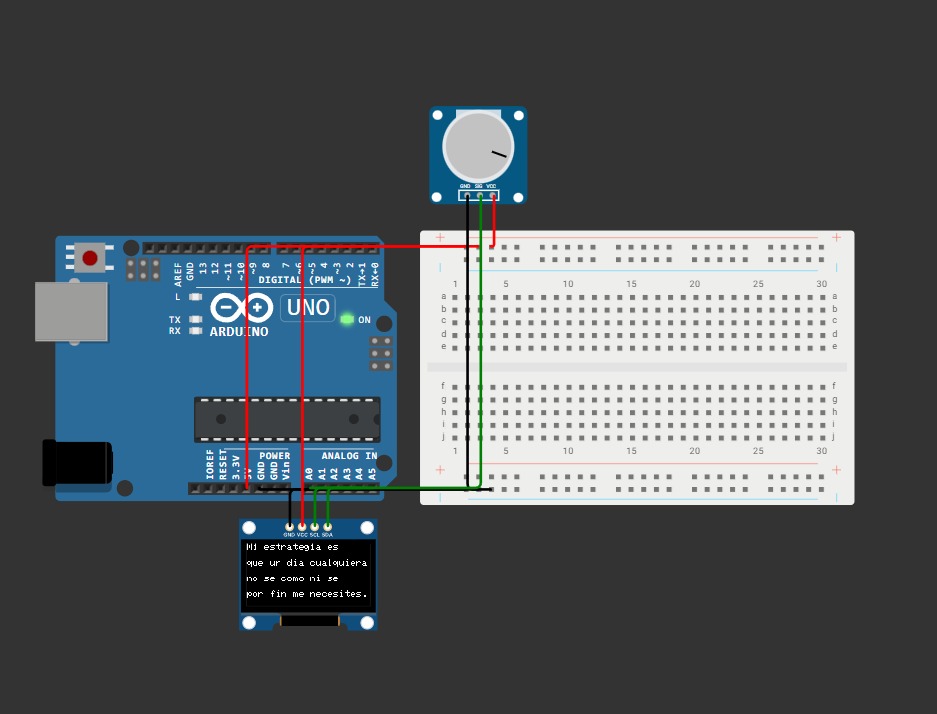 GND SIG VCC
AREF
GND
13
12
~11
~10
~9
8
7
~6
~5
4
~3
2
TX→1
RX←0
DIGITAL (PWM ~)
L
TX
RX
UNO
ON
ARDUINO
IOREF
RESET
3.3V
5V
GND
GND
Vin
POWER
ANALOG IN
A0
A1
A2
A3
A4
A5
1 5 10 15 20 25 30
a a
b b
c c
d d
e e
f f
g g
h h
i i
j j
1 5 10 15 20 25 30
GND VCC SCL SDA
Mi estrategia es
que un dia cualquiera
no se como ni se
por fin me necesites.